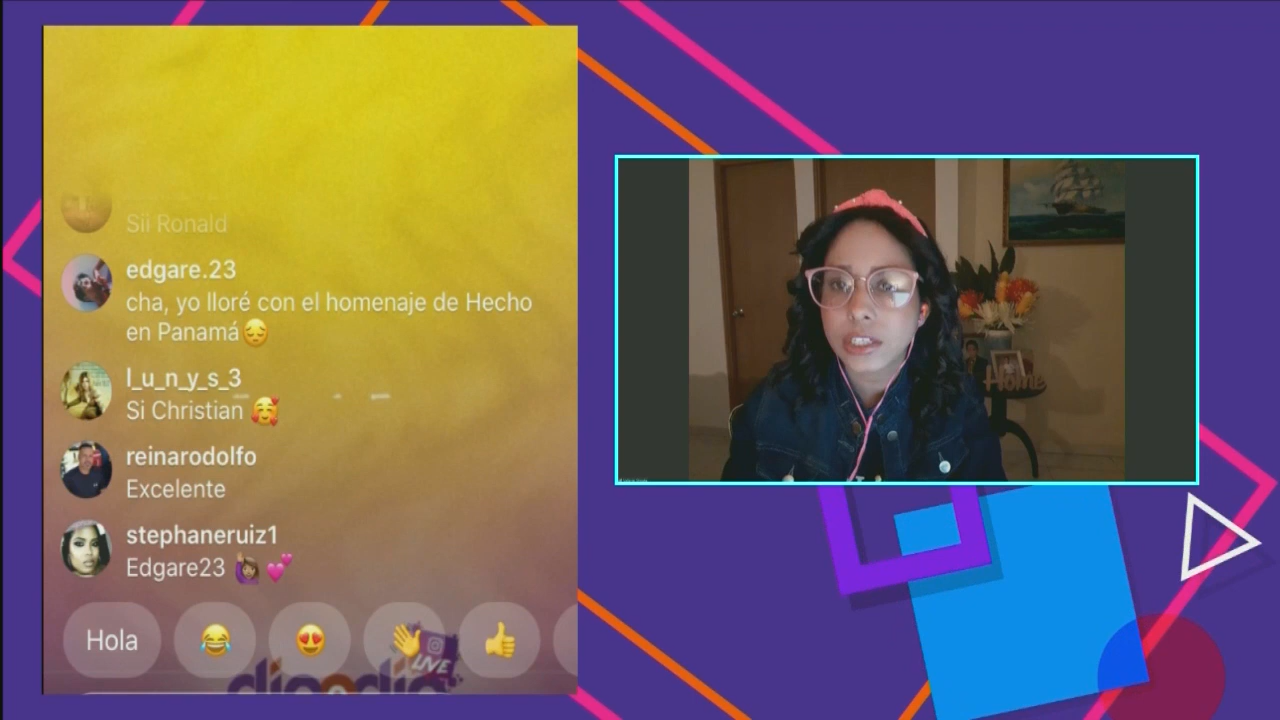 Sii Ronald
edgare.23
cha, yo lloré con el homenaje de Hecho
en Panamá😔
l_u_n_y_s_3
Si Christian 🥰
reinarodolfo
Excelente
stephaneruiz1
Edgare23 🙋🏽‍♀️💕
Hola
LIVE
Home